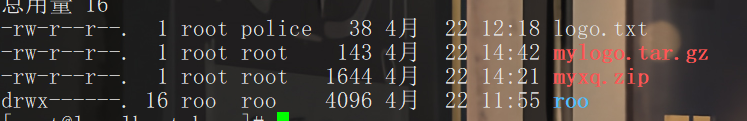 总用量 16
-rw-r--r--. 1 root police 38 4月 22 12:18 logo.txt
-rw-r--r--. 1 root root 143 4月 22 14:42 mylogo.tar.gz
-rw-r--r--. 1 root root 1644 4月 22 14:21 myxq.zip
drwx------. 16 roo roo 4096 4月 22 11:55 roo